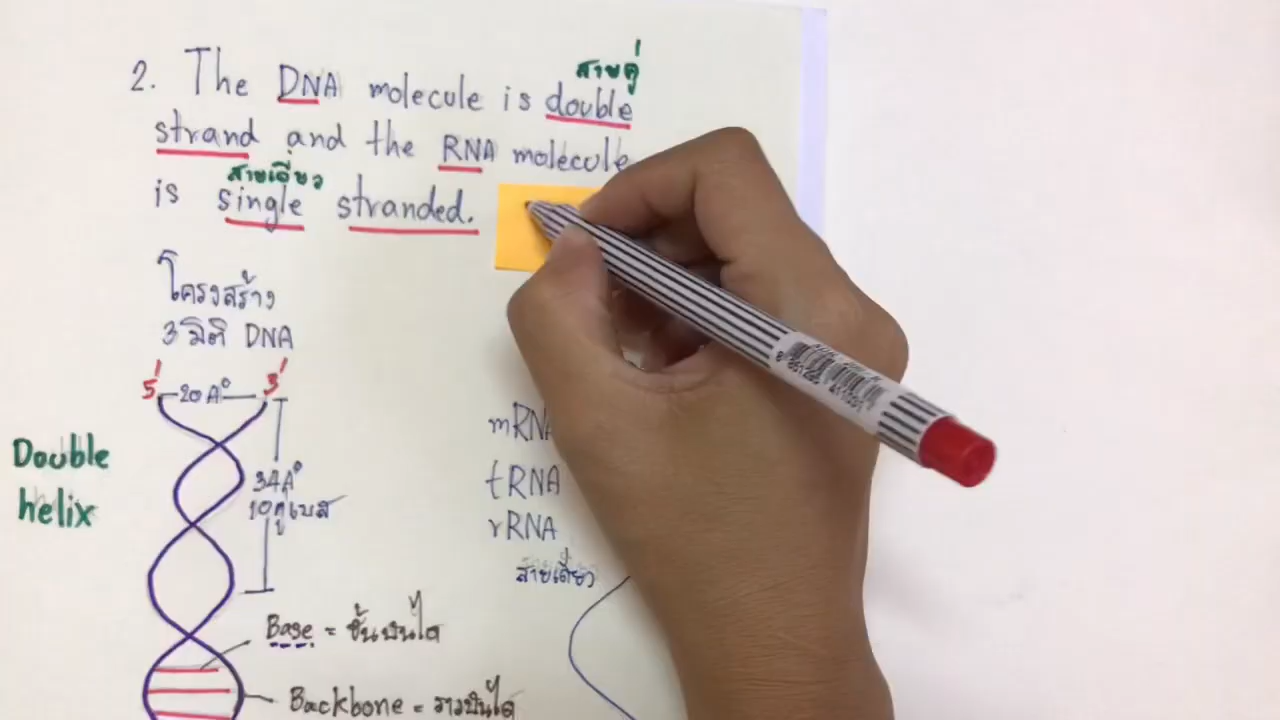 สายคู่
2. The DNA molecule is double
strand and the RNA molecule
สายเดี่ยว
is single stranded.
โครงสร้าง
3 มิติ DNA
5' 20 A° 3'
Double
helix
34A°
10 คู่เบส
mRNA
tRNA
rRNA
สายเดี่ยว
Base = ขั้นบันได
Backbone = ราวบันได